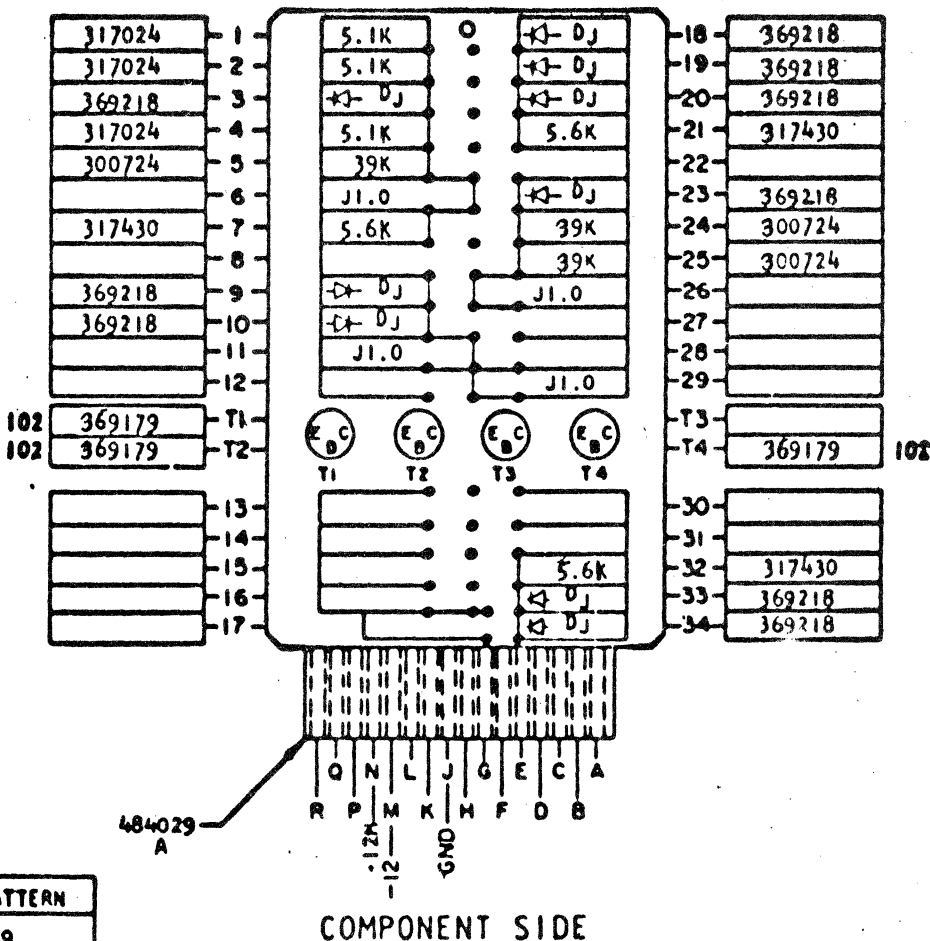 317024 1 5.1K O DJ 18 369218
317024 2 5.1K DJ 19 369218
369218 3 DJ DJ 20 369218
317024 4 5.1K 5.6K 21 317430
300724 5 39K 22
6 J1.0 DJ 23 369218
317430 7 5.6K 39K 24 300724
8 39K 25 300724
369218 9 DJ J1.0 26
369218 10 DJ 27
11 J1.0 28
12 J1.0 29
102 369179 T1 T3
102 369179 T2 T4 369179 102
E B C E B C E B C E B C
T1 T2 T3 T4
13 30
14 31
15 5.6K 32 317430
16 DJ 33 369218
17 DJ 34 369218
Q N L J G E C A
R P M K H F D B
484029
A
-12
GND
TTERN
9
COMPONENT SIDE